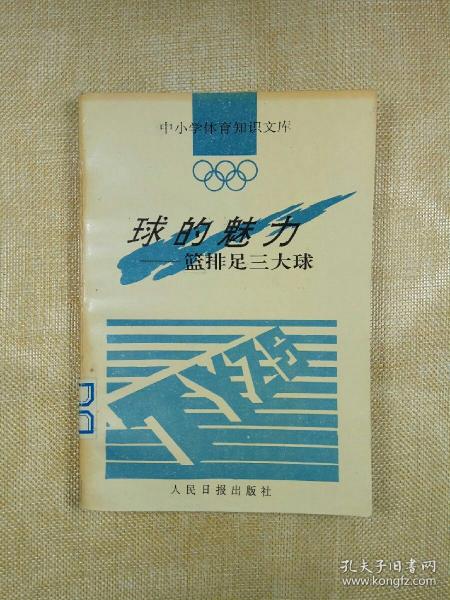 中小学体育知识文库
球的魅力
——篮排足三大球
TYZS
人民日报出版社
孔夫子旧书网
www.kongfz.com